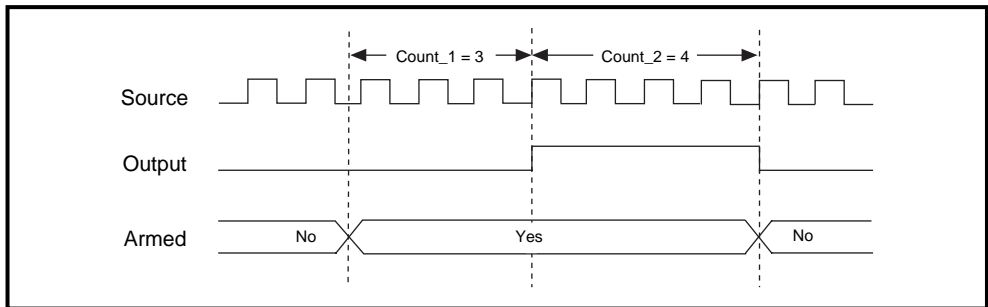 Count_1 = 3
Count_2 = 4
Source
Output
Armed
No
Yes
No